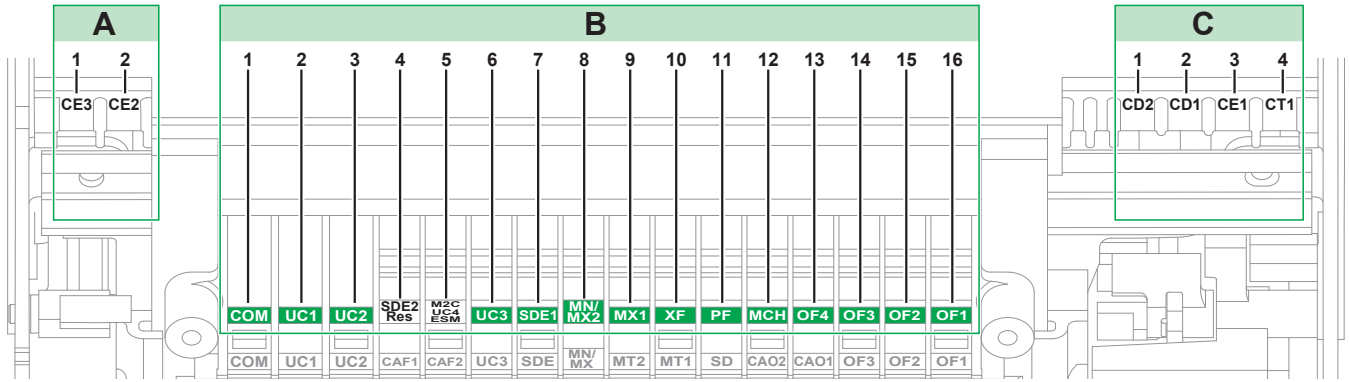 A B C
1 2 1 2 3 4 5 6 7 8 9 10 11 12 13 14 15 16 1 2 3 4
CE3 CE2 CD2 CD1 CE1 CT1
COM UC1 UC2 SDE2 Res M2C UC4 ESM UC3 SDE1 MN/ MX2 MX1 XF PF MCH OF4 OF3 OF2 OF1
COM UC1 UC2 CAF1 CAF2 UC3 SDE MN/ MX MT2 MT1 SD CAO2 CAO1 OF3 OF2 OF1